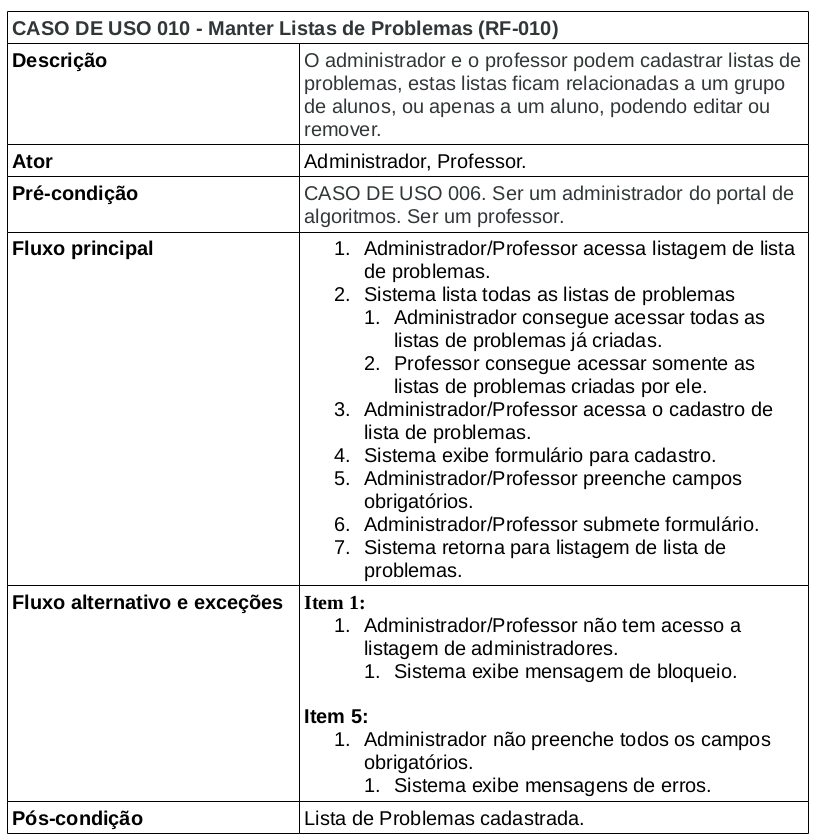 CASO DE USO 010 - Manter Listas de Problemas (RF-010)
Descrição
O administrador e o professor podem cadastrar listas de
problemas, estas listas ficam relacionadas a um grupo
de alunos, ou apenas a um aluno, podendo editar ou
remover.
Ator
Administrador, Professor.
Pré-condição
CASO DE USO 006. Ser um administrador do portal de
algoritmos. Ser um professor.
Fluxo principal
1. Administrador/Professor acessa listagem de lista
de problemas.
2. Sistema lista todas as listas de problemas
1. Administrador consegue acessar todas as
listas de problemas já criadas.
2. Professor consegue acessar somente as
listas de problemas criadas por ele.
3. Administrador/Professor acessa o cadastro de
lista de problemas.
4. Sistema exibe formulário para cadastro.
5. Administrador/Professor preenche campos
obrigatórios.
6. Administrador/Professor submete formulário.
7. Sistema retorna para listagem de lista de
problemas.
Fluxo alternativo e exceções
Item 1:
1. Administrador/Professor não tem acesso a
listagem de administradores.
1. Sistema exibe mensagem de bloqueio.
Item 5:
1. Administrador não preenche todos os campos
obrigatórios.
1. Sistema exibe mensagens de erros.
Pós-condição
Lista de Problemas cadastrada.